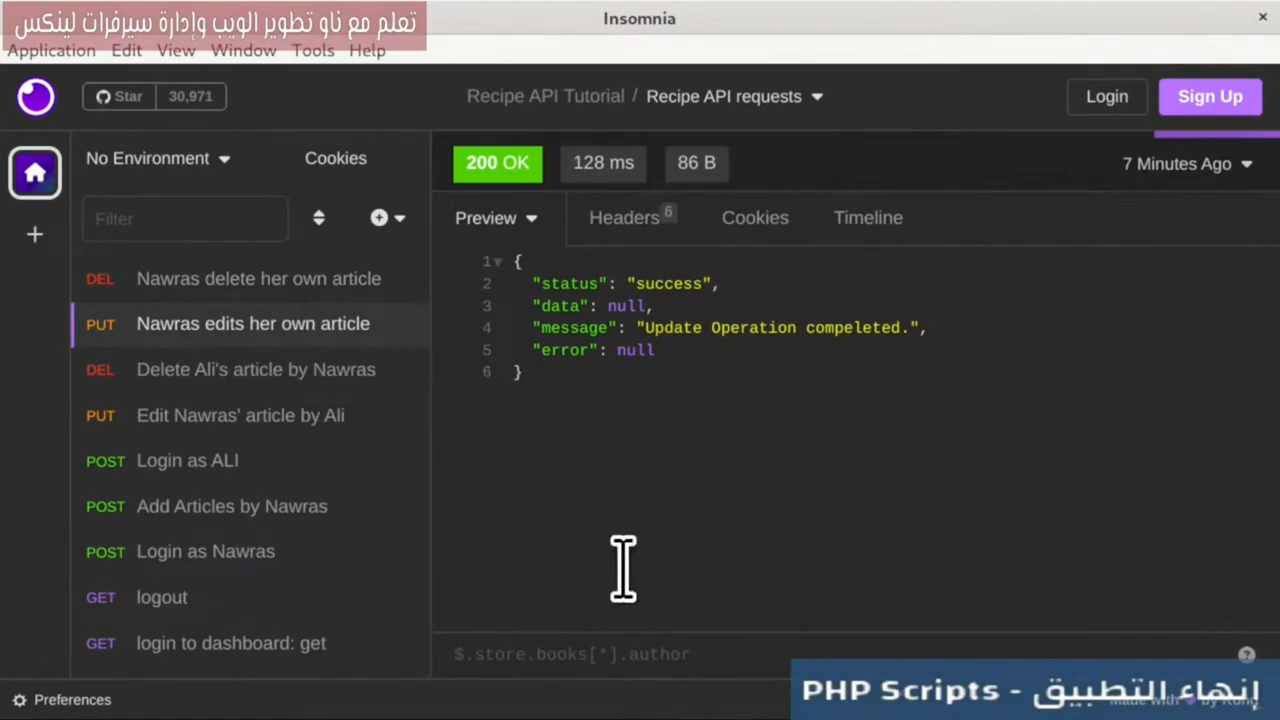 Insomnia
تعلم مع ناو تطوير الويب وإدارة سيرفرات لينكس
Application Edit View Window Tools Help
Star 30,971
Recipe API Tutorial / Recipe API requests
Login
Sign Up
No Environment
Cookies
Filter
DEL Nawras delete her own article
PUT Nawras edits her own article
DEL Delete Ali's article by Nawras
PUT Edit Nawras' article by Ali
POST Login as ALI
POST Add Articles by Nawras
POST Login as Nawras
GET logout
GET login to dashboard: get
Preferences
200 OK 128 ms 86 B 7 Minutes Ago
Preview Headers 6 Cookies Timeline
1 {
2 "status": "success",
3 "data": null,
4 "message": "Update Operation compeleted.",
5 "error": null
6 }
$.store.books[*].author
?
إنهاء التطبيق - PHP Scripts
Made with by Kong